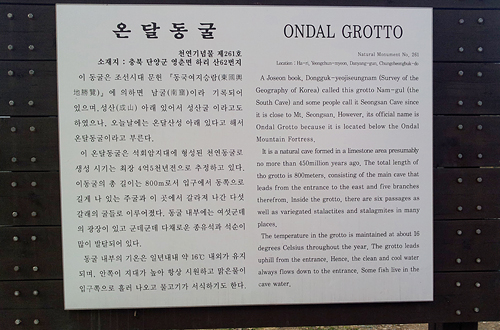 온달동굴
천연기념물 제261호
소재지 : 충북 단양군 영춘면 하리 산62번지
이 동굴은 조선시대 문헌 『동국여지승람(東國輿
地勝覽)』에 의하면 남굴(南窟)이라 기록되어
있으며, 성산(成山) 아래 있어서 성산굴 이라고도
하였으나, 오늘날에는 온달산성 아래 있다고 해서
온달동굴이라고 부른다.
이 온달동굴은 석회암지대에 형성된 천연동굴로
생성 시기는 최장 4억5천년전으로 추정하고 있다.
이동굴의 총 길이는 800m로서 입구에서 동쪽으로
길게 나 있는 주굴과 이 곳에서 갈라져 나간 다섯
갈래의 굴들로 이루졌다. 동굴 내부에는 여섯군데
의 광장이 있고 군데군데 다채로운 종유석과 석순이
많이 발달되어 있다.
동굴 내부의 기온은 일년내내 약 16℃ 내외가 유지
되며, 안쪽이 지대가 높아 항상 시원하고 맑은물이
입구쪽으로 흘러 나오고 물고기가 서식하기도 한다.
ONDAL GROTTO
Natural Monument No. 261
Location : Ha-ri, Yeongchun-myeon, Danyang-gun, Chungcheongbuk-do
A Joseon book, Dongguk-yeojiseungnam (Survey of the
Geography of Korea) called this grotto Nam-gul (the
South Cave) and some people call it Seongsan Cave since
it is close to Mt. Seongsan. However, its official name is
Ondal Grotto because it is located below the Ondal
Mountain Fortress.
It is a natural cave formed in a limestone area presumably
no more than 450million years ago. The total length of
the grotto is 800meters, consisting of the main cave that
leads from the entrance to the east and five branches
therefrom. Inside the grotto, there are six passages as
well as variegated stalactites and stalagmites in many
places.
The temperature in the grotto is maintained at about 16
degrees Celsius throughout the year. The grotto leads
uphill from the entrance. Hence, the clean and cool water
always flows down to the entrance. Some fish live in the
cave water.